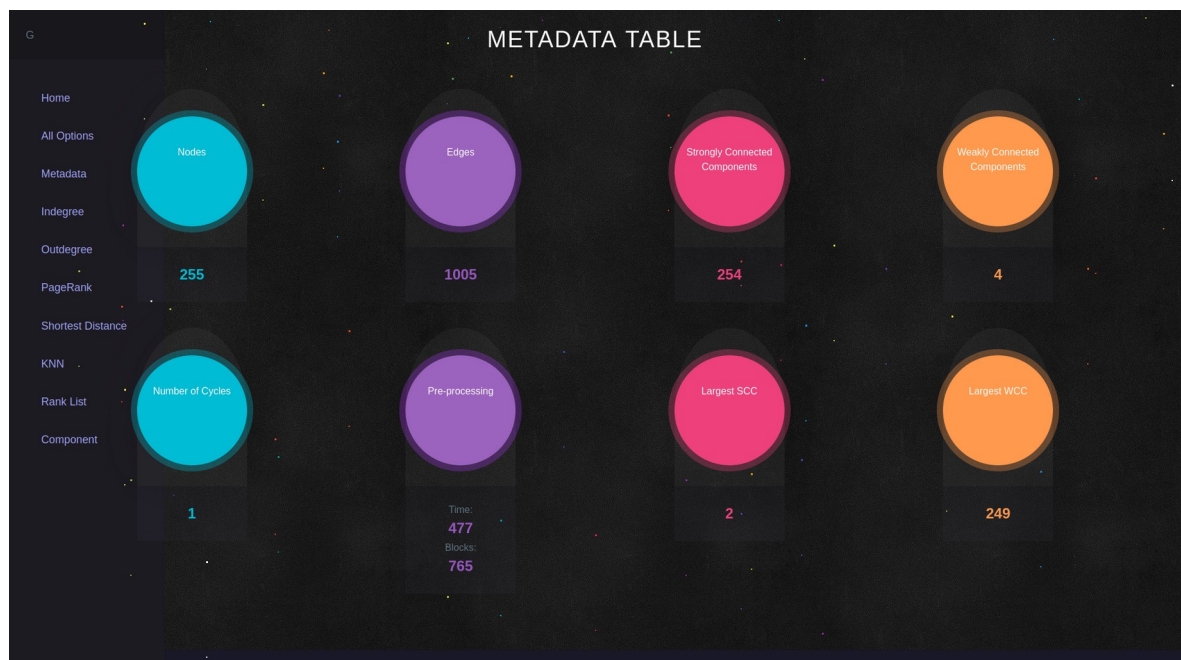 G
METADATA TABLE
Home
All Options
Metadata
Indegree
Outdegree
PageRank
Shortest Distance
KNN
Rank List
Component
Nodes
255
Edges
1005
Strongly Connected
Components
254
Weakly Connected
Components
4
Number of Cycles
1
Pre-processing
Time:
477
Blocks:
765
Largest SCC
2
Largest WCC
249